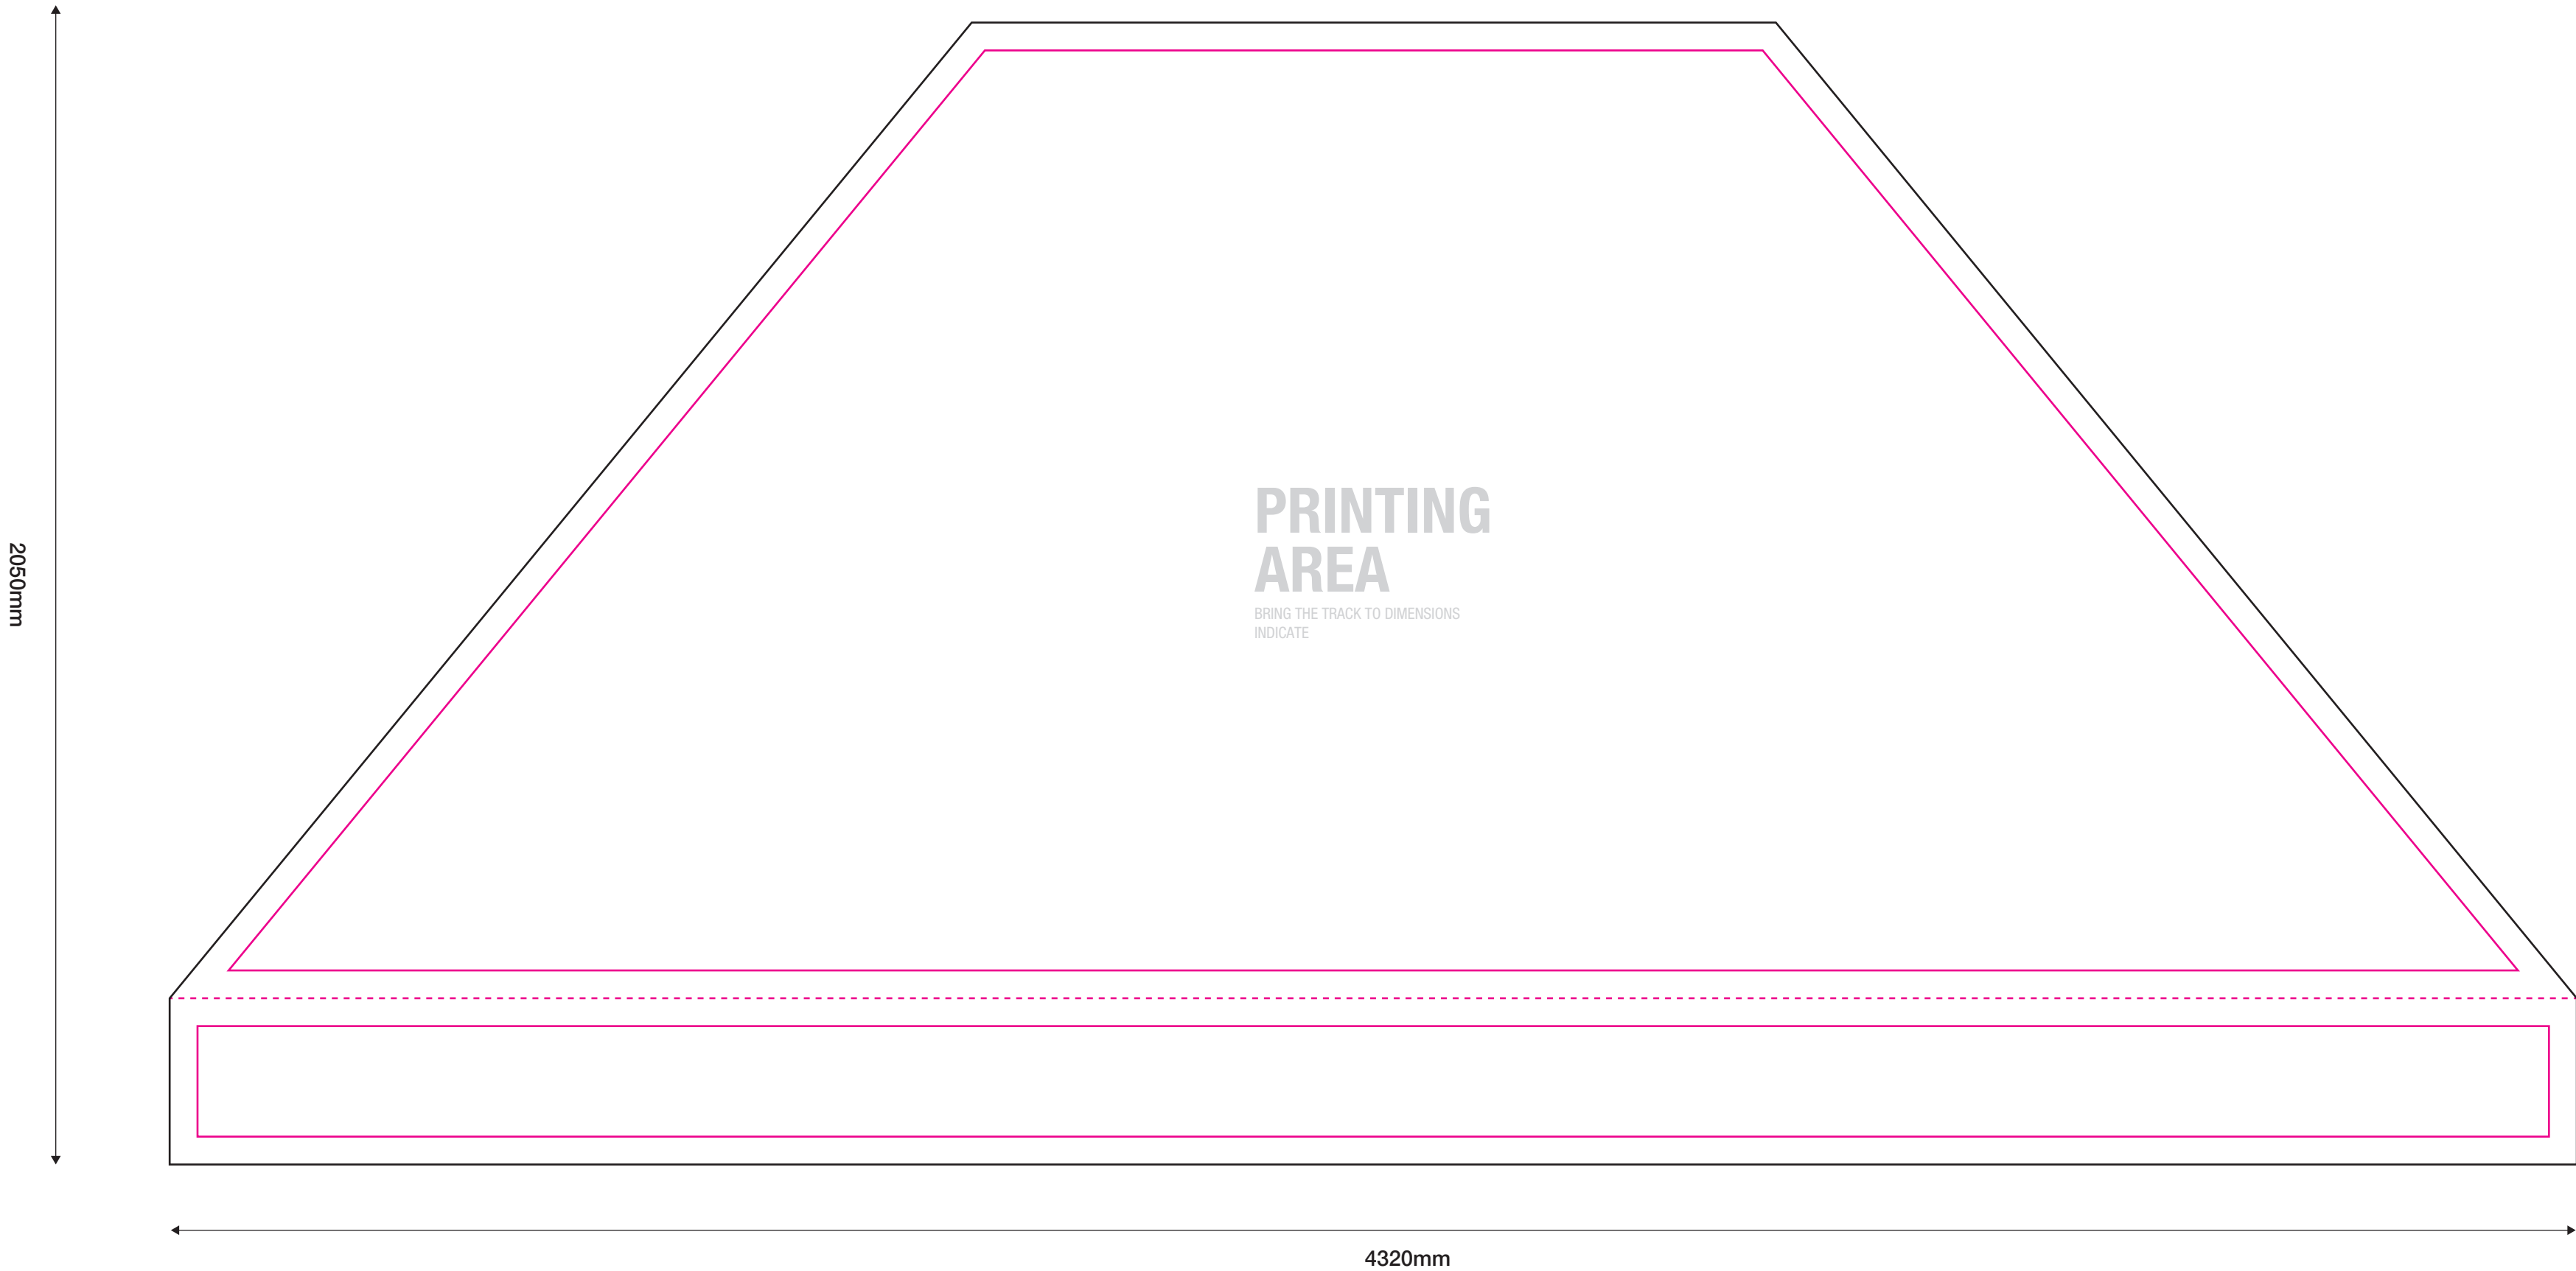 2050mm
PRINTING
AREA
BRING THE TRACK TO DIMENSIONS
INDICATE
4320mm